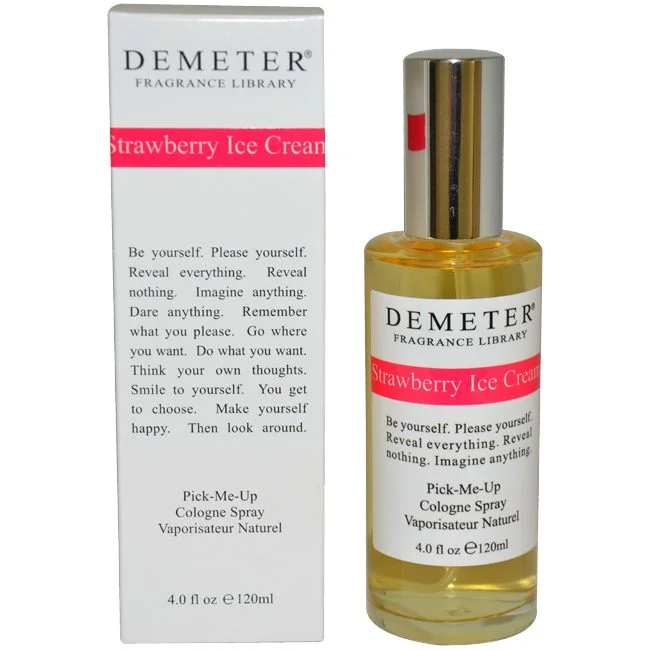 DEMETER®
FRAGRANCE LIBRARY
Strawberry Ice Cream
Be yourself. Please yourself.
Reveal everything. Reveal
nothing. Imagine anything.
Dare anything. Remember
what you please. Go where
you want. Do what you want.
Think your own thoughts.
Smile to yourself. You get
to choose. Make yourself
happy. Then look around.
Pick-Me-Up
Cologne Spray
Vaporisateur Naturel
4.0 fl oz ℮120ml
DEMETER®
FRAGRANCE LIBRARY
Strawberry Ice Cream
Be yourself. Please yourself.
Reveal everything. Reveal
nothing. Imagine anything.
Pick-Me-Up
Cologne Spray
Vaporisateur Naturel
4.0 fl oz ℮120ml